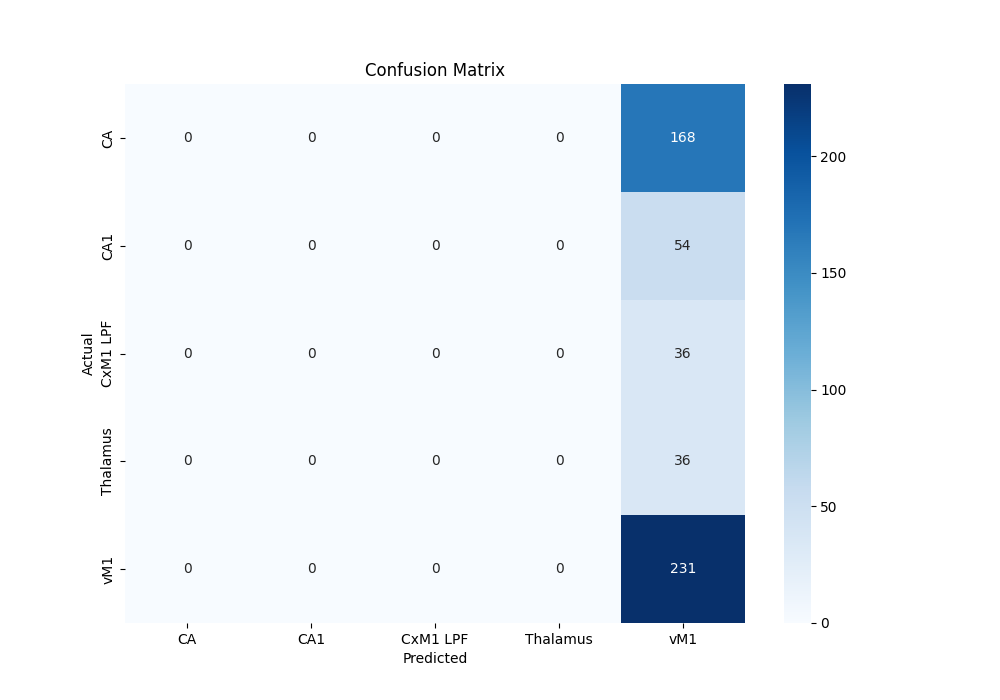 Confusion Matrix
Actual
CA
0 0 0 0 168
CA1
0 0 0 0 54
CxM1 LPF
0 0 0 0 36
Thalamus
0 0 0 0 36
vM1
0 0 0 0 231
CA CA1 CxM1 LPF Thalamus vM1
Predicted
200
150
100
50
0